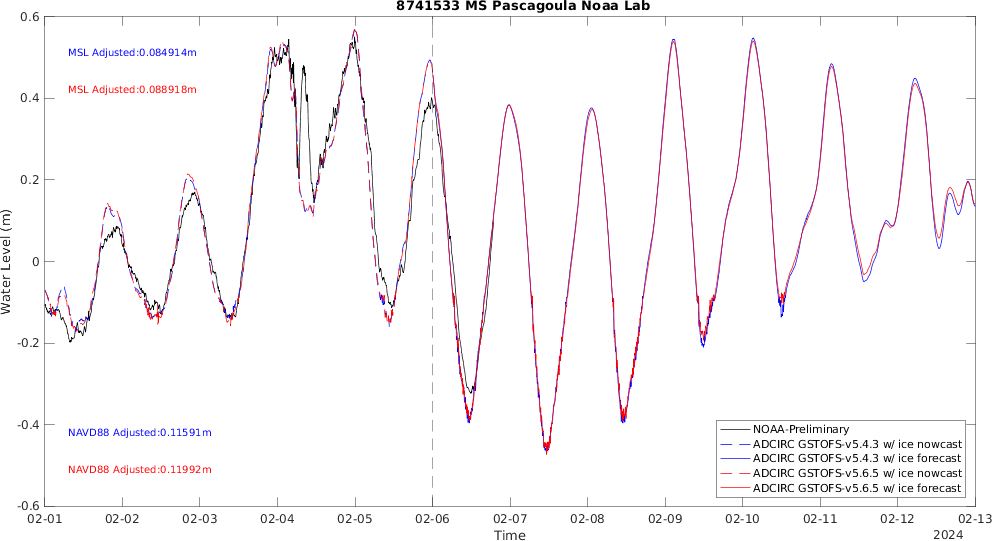 8741533 MS Pascagoula Noaa Lab
0.6
0.4
0.2
0
-0.2
-0.4
-0.6
Water Level (m)
MSL Adjusted:0.084914m
MSL Adjusted:0.088918m
NAVD88 Adjusted:0.11591m
NAVD88 Adjusted:0.11992m
NOAA-Preliminary
ADCIRC GSTOFS-v5.4.3 w/ ice nowcast
ADCIRC GSTOFS-v5.4.3 w/ ice forecast
ADCIRC GSTOFS-v5.6.5 w/ ice nowcast
ADCIRC GSTOFS-v5.6.5 w/ ice forecast
02-01 02-02 02-03 02-04 02-05 02-06 02-07 02-08 02-09 02-10 02-11 02-12 02-13
Time
2024